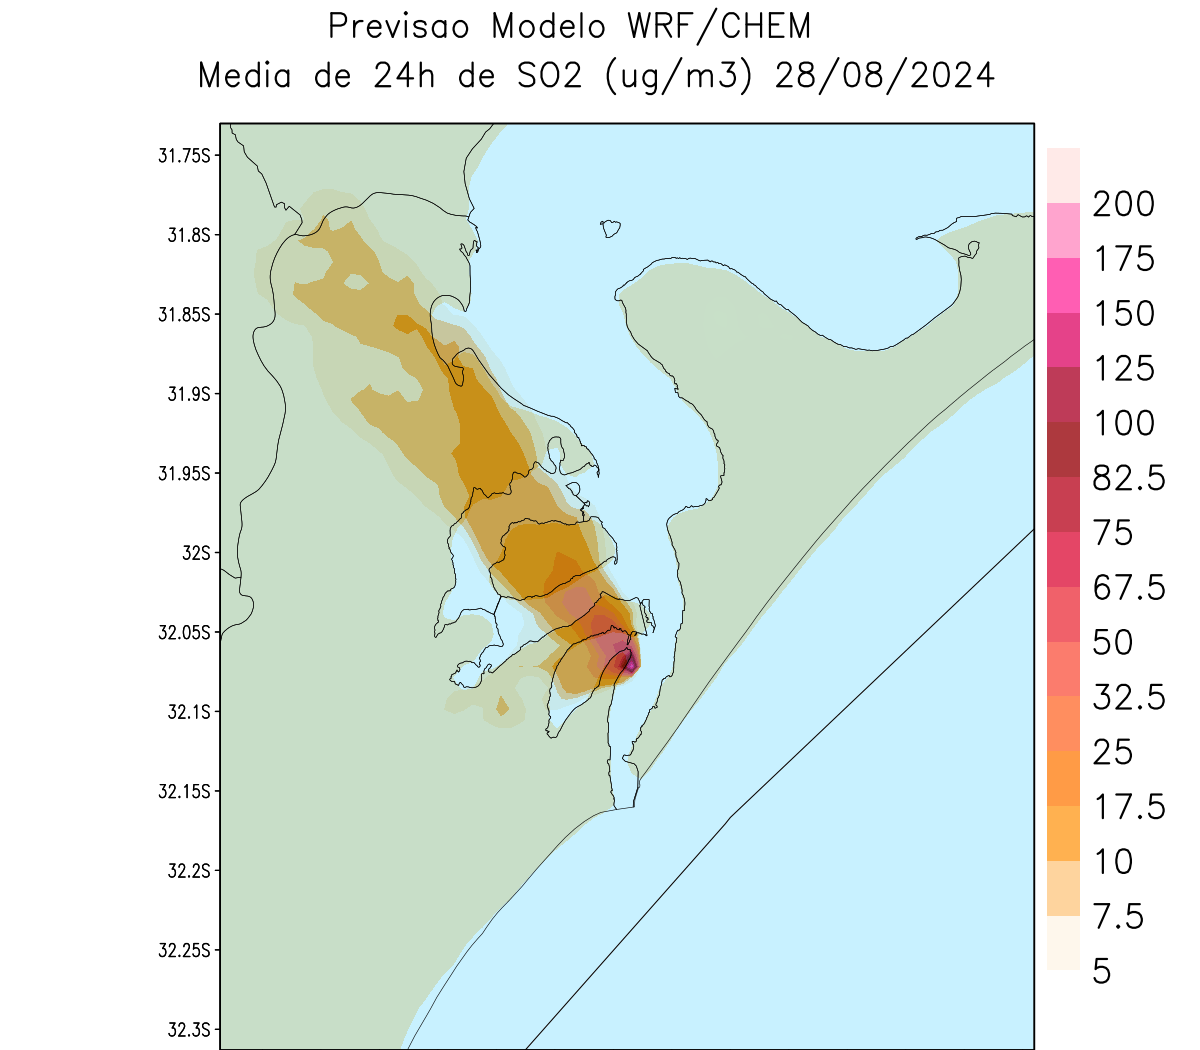 Previsao Modelo WRF/CHEM
Media de 24h de SO2 (ug/m3) 28/08/2024
31.75S
31.8S
31.85S
31.9S
31.95S
32S
32.05S
32.1S
32.15S
32.2S
32.25S
32.3S
200
175
150
125
100
82.5
75
67.5
50
32.5
25
17.5
10
7.5
5